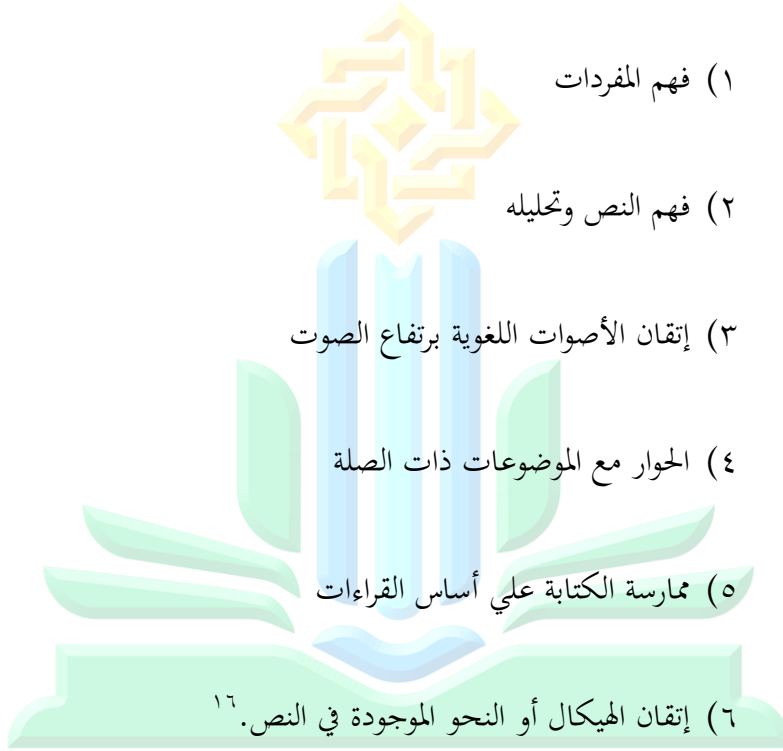 ١) فهم المفردات
٢) فهم النص وتحليله
٣) إتقان الأصوات اللغوية برتفاع الصوت
٤) الحوار مع الموضوعات ذات الصلة
٥) ممارسة الكتابة علي أساس القراءات
٦) إتقان الهيكال أو النحو الموجودة في النص.١٦